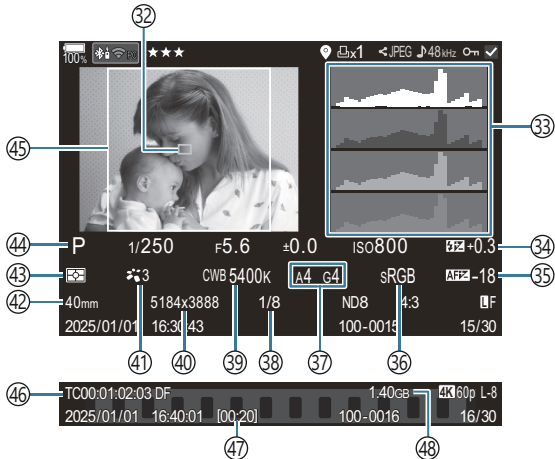 32
100% ★★★ x1 <JPEG ♪48kHz
45
33
44 P 1/250 F5.6 ±0.0 ISO800 +0.3 34
43 3 CWB 5400K A4 G4 sRGB AFZ -18 35
42 40mm 5184x3888 1/8 ND8 4:3 LF
2025/01/01 16:30:43 100-0015 15/30
41 40 39 38 37 36
46 TC00:01:02:03 DF 1.40GB 4K 60p L-8
2025/01/01 16:40:01 [00:20] 100-0016 16/30
47 48